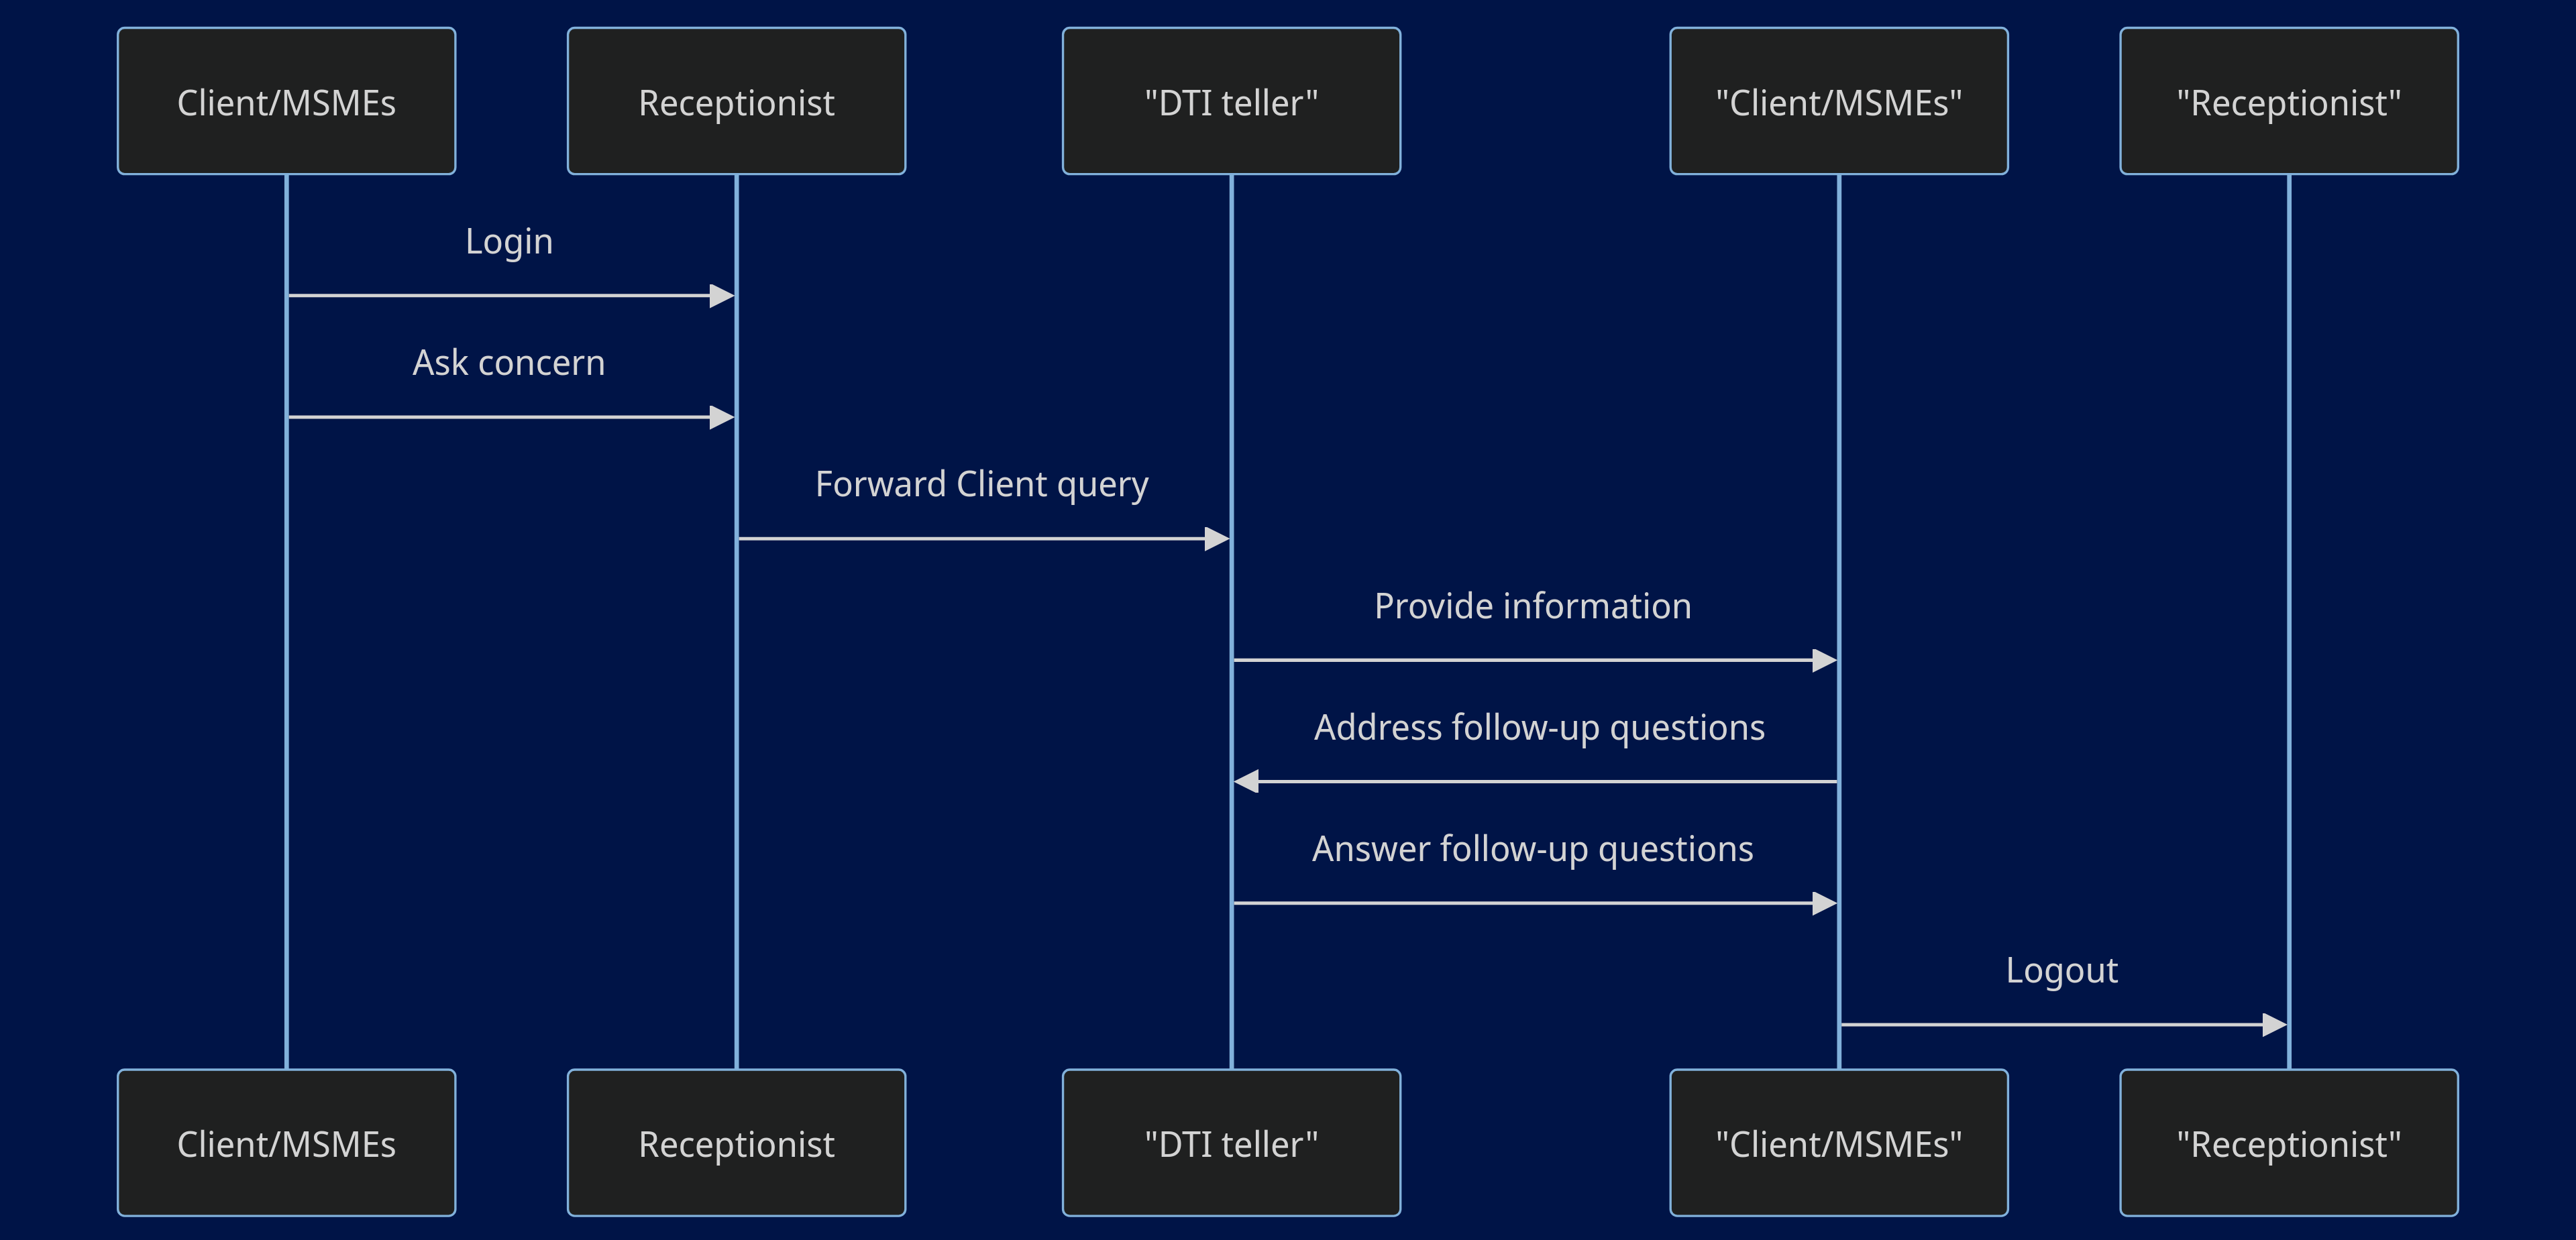 Client/MSMEs
Receptionist
"DTI teller"
"Client/MSMEs"
"Receptionist"
Login
Ask concern
Forward Client query
Provide information
Address follow-up questions
Answer follow-up questions
Logout
Client/MSMEs
Receptionist
"DTI teller"
"Client/MSMEs"
"Receptionist"